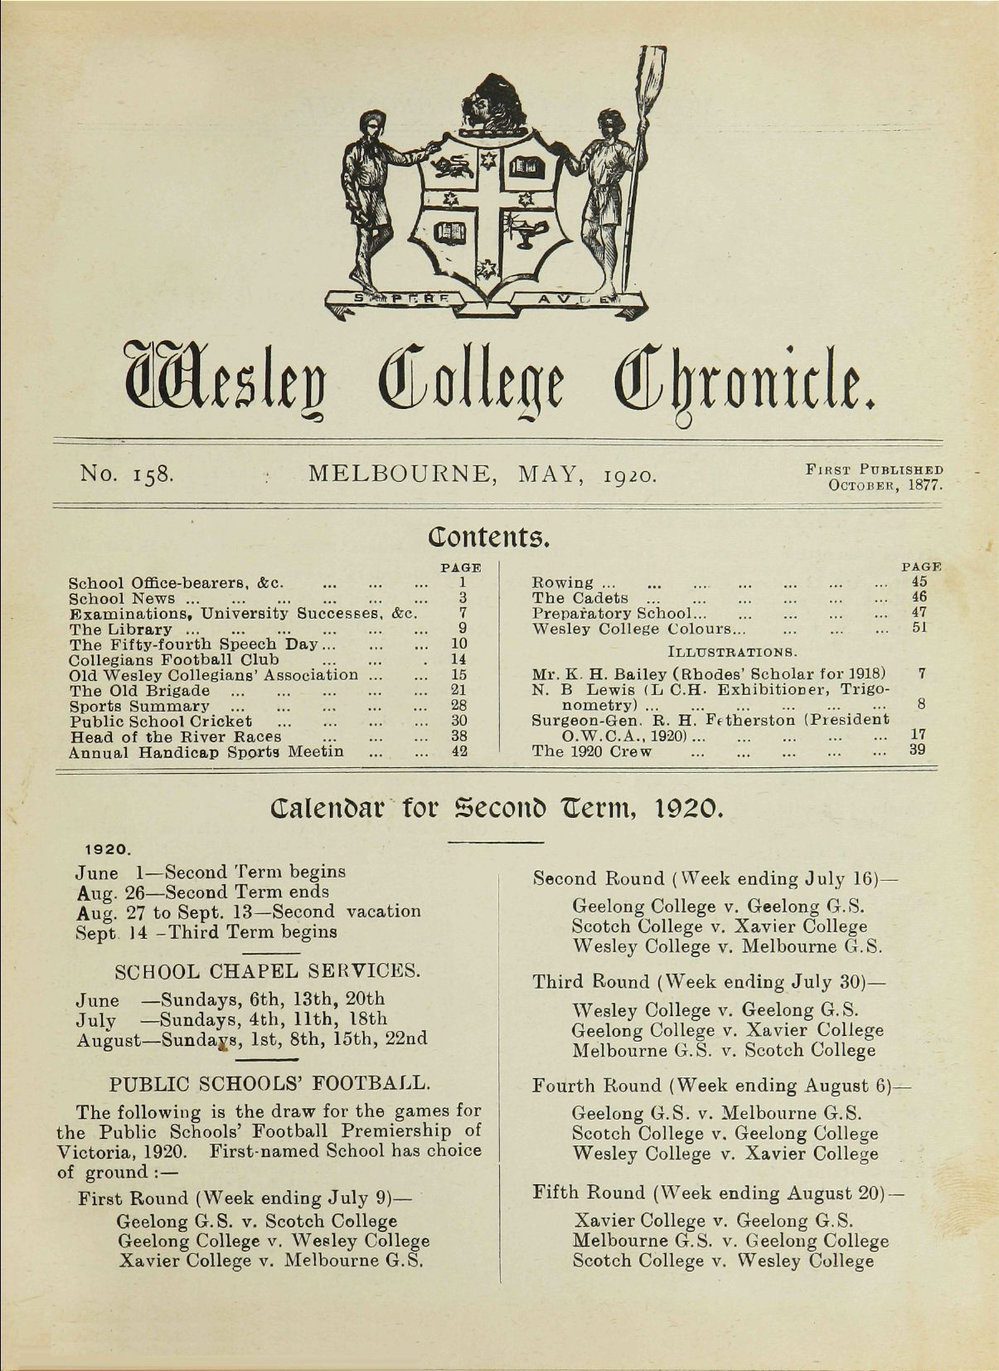 SAPERE AVDE
Wesley College Chronicle.
No. 158. MELBOURNE, MAY, 1920. FIRST PUBLISHED
OCTOBER, 1877.
Contents.
PAGE
School Office-bearers, &c. ... ... ... 1
School News ... ... ... ... ... ... 3
Examinations, University Successes, &c. 7
The Library ... ... ... ... ... ... 9
The Fifty-fourth Speech Day... ... ... 10
Collegians Football Club ... ... . 14
Old Wesley Collegians' Association ... ... 15
The Old Brigade ... ... ... ... ... 21
Sports Summary ... ... ... ... ... 28
Public School Cricket ... ... ... ... 30
Head of the River Races ... ... ... 38
Annual Handicap Sports Meetin ... ... 42
PAGE
Rowing ... ... ... ... ... ... ... 45
The Cadets ... ... ... ... ... ... 46
Preparatory School... ... ... ... ... 47
Wesley College Colours... ... ... ... 51
ILLUSTRATIONS.
Mr. K. H. Bailey (Rhodes' Scholar for 1918) 7
N. B Lewis (L C.H. Exhibitioner, Trigo-
nometry) ... ... ... ... ... ... 8
Surgeon-Gen. R. H. Fetherston (President
O.W.C.A., 1920) ... ... ... ... ... 17
The 1920 Crew ... ... ... ... ... 39
Calendar for Second Term, 1920.
1920.
June 1—Second Term begins
Aug. 26—Second Term ends
Aug. 27 to Sept. 13—Second vacation
Sept 14 -Third Term begins
SCHOOL CHAPEL SERVICES.
June —Sundays, 6th, 13th, 20th
July —Sundays, 4th, 11th, 18th
August—Sundays, 1st, 8th, 15th, 22nd
PUBLIC SCHOOLS' FOOTBALL.
The following is the draw for the games for
the Public Schools' Football Premiership of
Victoria, 1920. First-named School has choice
of ground :—
First Round (Week ending July 9)—
Geelong G.S. v. Scotch College
Geelong College v. Wesley College
Xavier College v. Melbourne G.S.
Second Round (Week ending July 16)—
Geelong College v. Geelong G.S.
Scotch College v. Xavier College
Wesley College v. Melbourne G.S.
Third Round (Week ending July 30)—
Wesley College v. Geelong G.S.
Geelong College v. Xavier College
Melbourne G.S. v. Scotch College
Fourth Round (Week ending August 6)—
Geelong G.S. v. Melbourne G.S.
Scotch College v. Geelong College
Wesley College v. Xavier College
Fifth Round (Week ending August 20)—
Xavier College v. Geelong G.S.
Melbourne G.S. v. Geelong College
Scotch College v. Wesley College